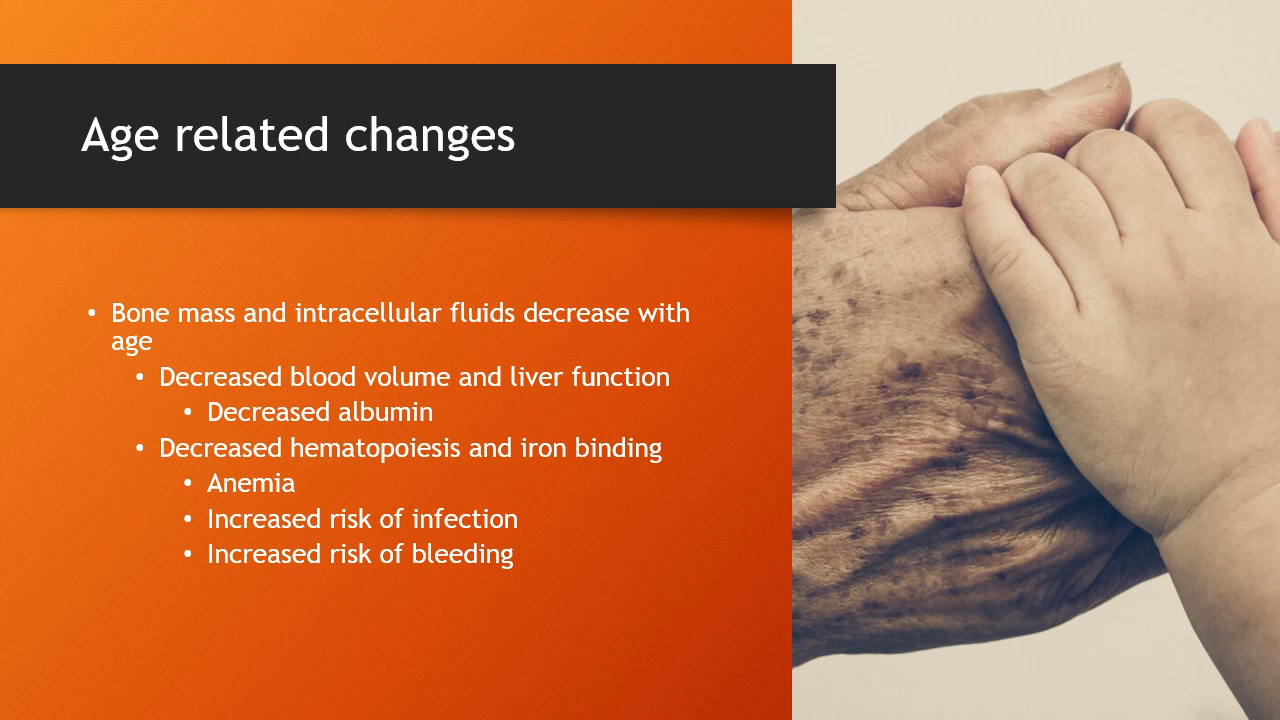 Age related changes
• Bone mass and intracellular fluids decrease with
age
• Decreased blood volume and liver function
• Decreased albumin
• Decreased hematopoiesis and iron binding
• Anemia
• Increased risk of infection
• Increased risk of bleeding